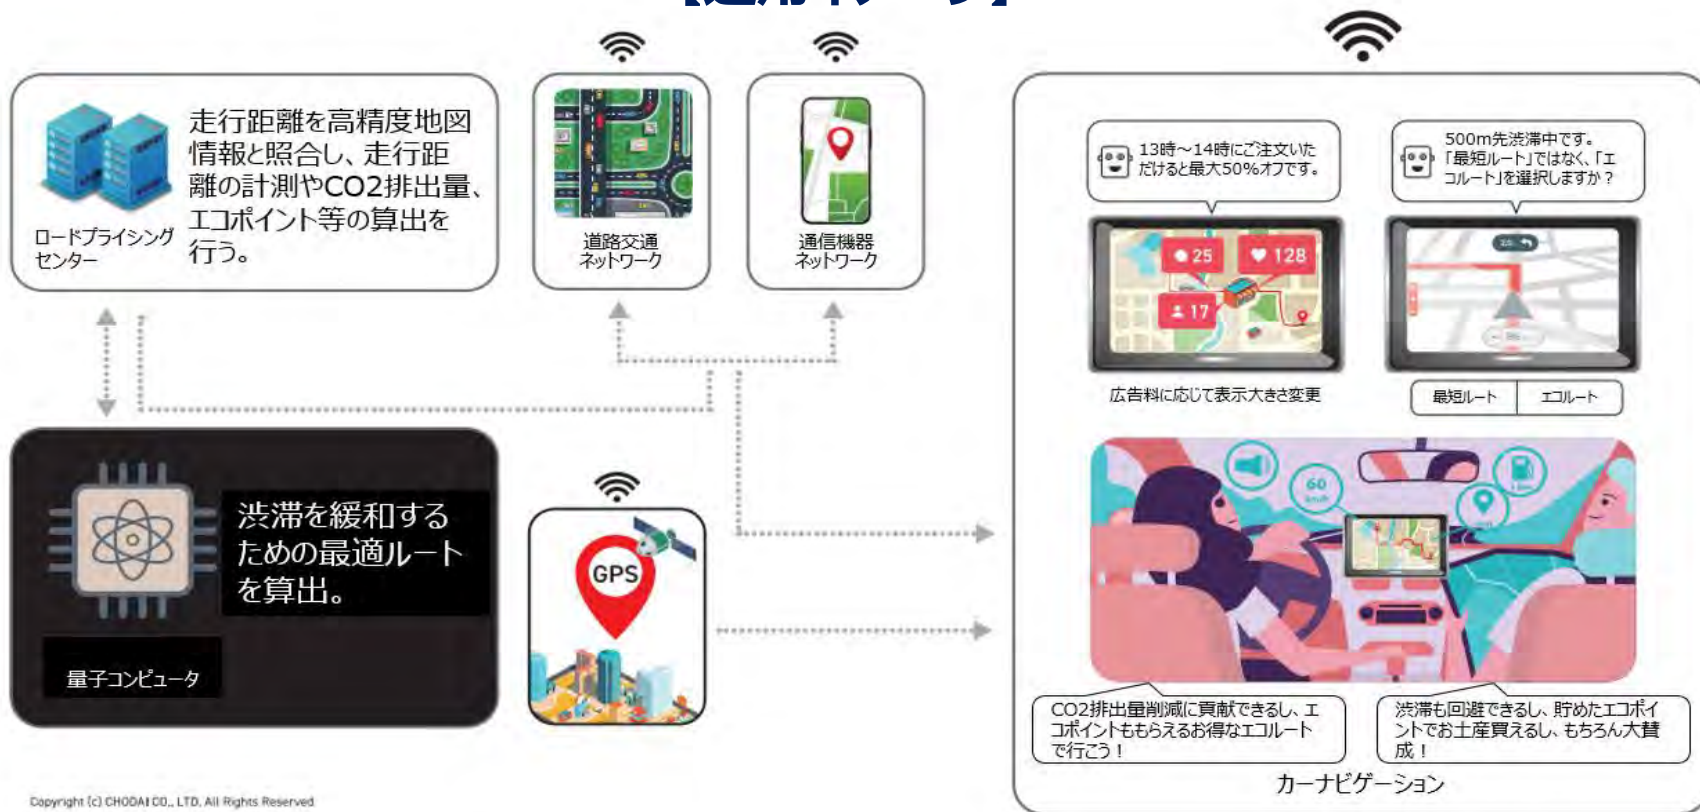 走行距離を高精度地図
情報と照合し、走行距
離の計測やCO2排出量、
エコポイント等の算出を
行う。
ロードプライシング
センター
道路交通
ネットワーク
通信機器
ネットワーク
13時～14時にご注文いた
だけると最大50%オフです。
500m先渋滞中です。
「最短ルート」ではなく、「エ
コルート」を選択しますか？
25
128
17
広告料に応じて表示大きさ変更
最短ルート
エコルート
渋滞を緩和する
ための最適ルート
を算出。
量子コンピュータ
GPS
60
km/h
CO2排出量削減に貢献できるし、エ
コポイントももらえるお得なエコルート
で行こう！
渋滞も回避できるし、貯めたエコポイ
ントでお土産買えるし、もちろん大賛
成！
カーナビゲーション
Copyright (c) CHODAI CO., LTD. All Rights Reserved